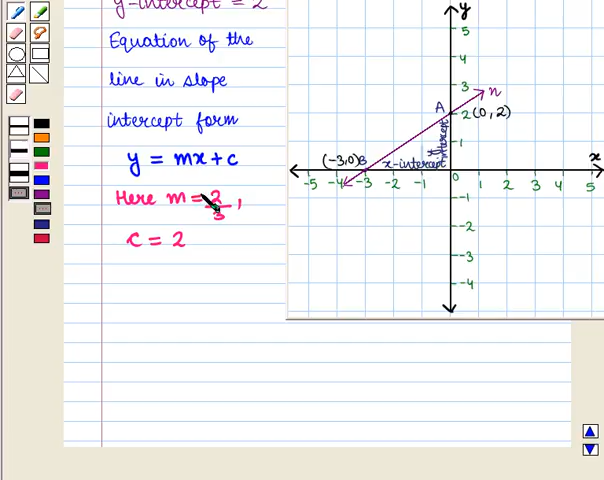 y-intercept = 2
Equation of the
line in slope
intercept form
y = mx + c
Here m = 2/3,
c = 2
y
5
4
3
n
A
2 (0, 2)
1
y-intercept
(-3,0) B
x-intercept
x
-5 -4 -3 -2 -1 0 1 2 3 4 5
-1
-2
-3
-4